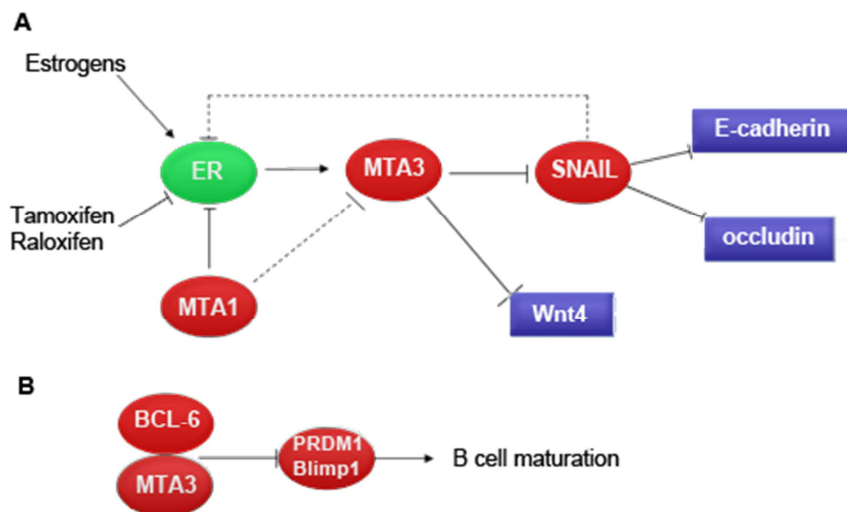 A
Estrogens
E-cadherin
ER
MTA3
SNAIL
Tamoxifen
Raloxifen
occludin
MTA1
Wnt4
B
BCL-6
MTA3
PRDM1
Blimp1
B cell maturation